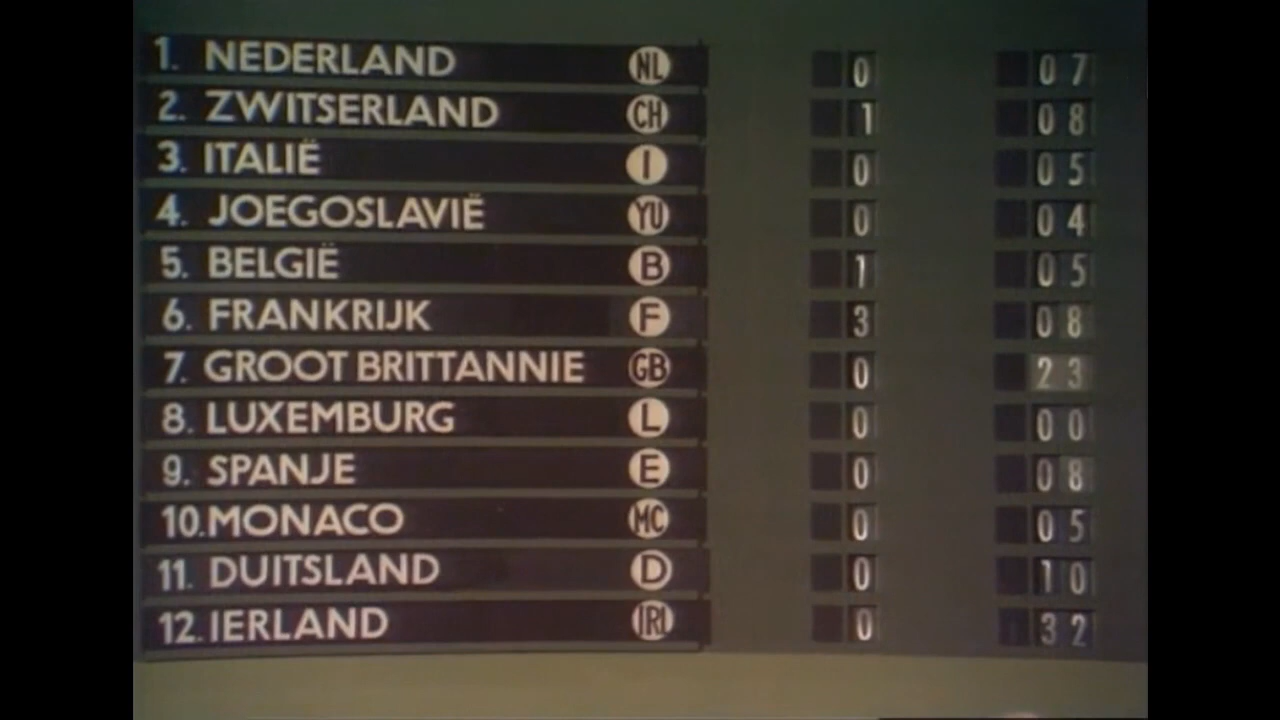 1. NEDERLAND NL 0 07
2. ZWITSERLAND CH 1 08
3. ITALIË I 0 05
4. JOEGOSLAVIË YU 0 04
5. BELGIË B 1 05
6. FRANKRIJK F 3 08
7. GROOT BRITTANNIE GB 0 23
8. LUXEMBURG L 0 00
9. SPANJE E 0 08
10. MONACO MC 0 05
11. DUITSLAND D 0 10
12. IERLAND IRL 0 32